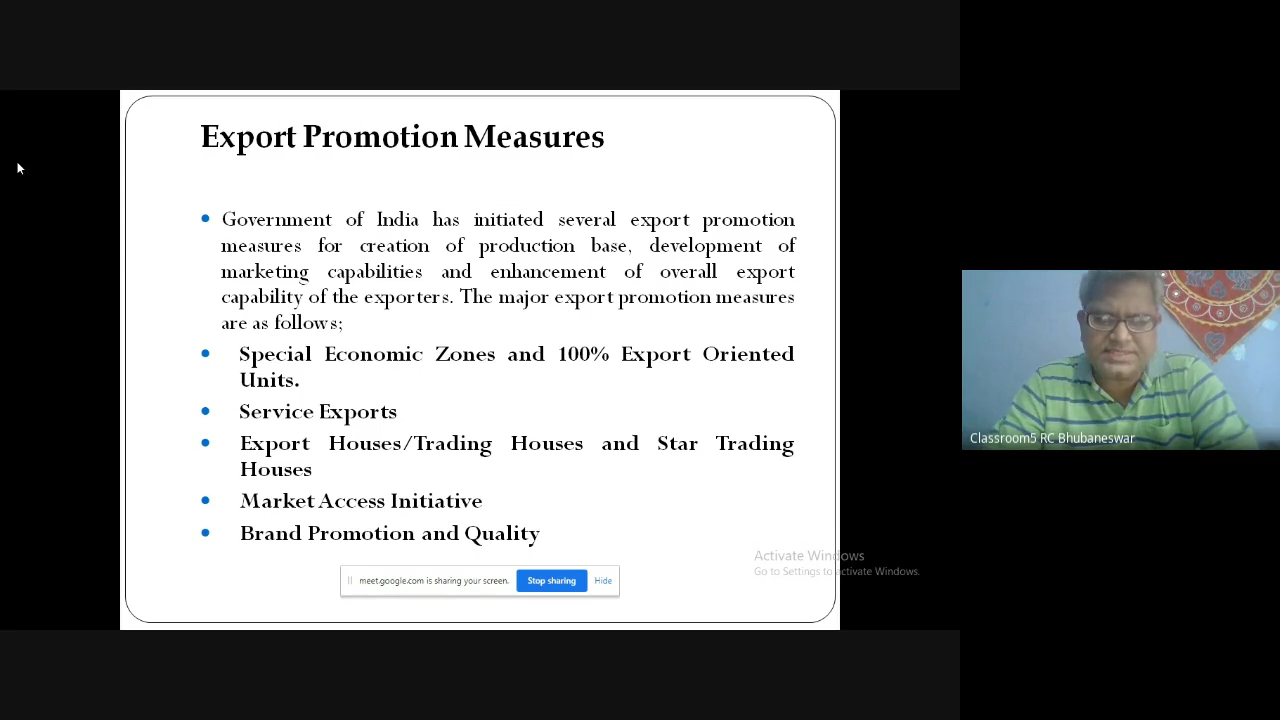 Export Promotion Measures
Government of India has initiated several export promotion
measures for creation of production base, development of
marketing capabilities and enhancement of overall export
capability of the exporters. The major export promotion measures
are as follows;
Special Economic Zones and 100% Export Oriented
Units.
Service Exports
Export Houses/Trading Houses and Star Trading
Houses
Market Access Initiative
Brand Promotion and Quality
meet.google.com is sharing your screen.
Stop sharing
Hide
Activate Windows
Go to Settings to activate Windows.
Classroom5 RC Bhubaneswar